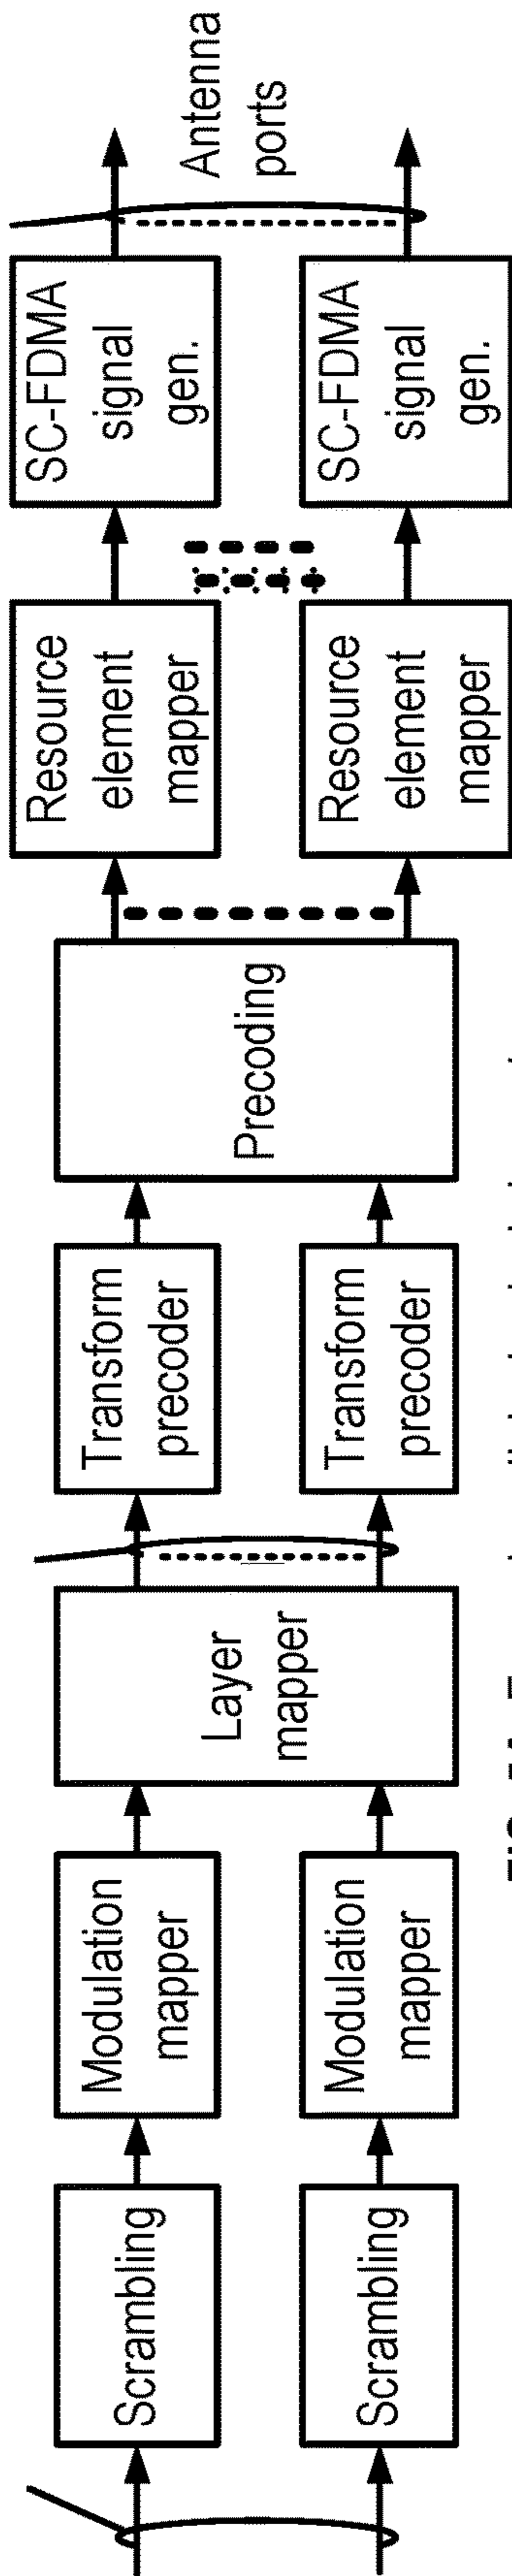 Scrambling
Scrambling
Modulation
mapper
Modulation
mapper
Layer
mapper
Transform
precoder
Transform
precoder
Precoding
Resource
element
mapper
Resource
element
mapper
SC-FDMA
signal
gen.
SC-FDMA
signal
gen.
Antenna
ports